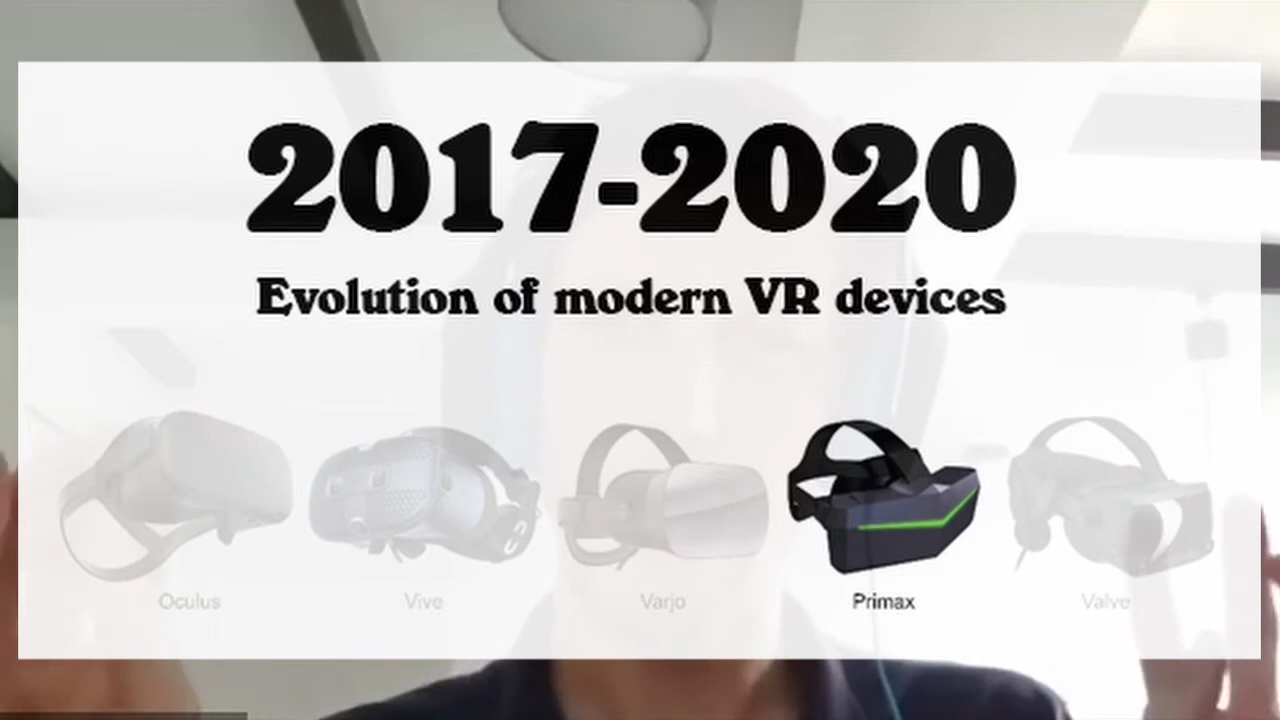 2017-2020
Evolution of modern VR devices
Oculus Vive Varjo Primax Valve